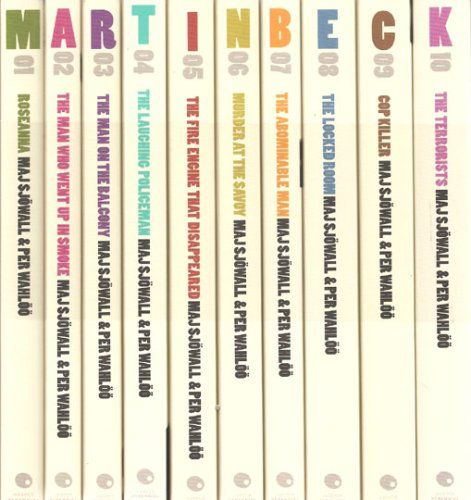 M
01
ROSEANNA MAJ SJÖWALL & PER WAHLÖÖ
A
02
THE MAN WHO WENT UP IN SMOKE MAJ SJÖWALL & PER WAHLÖÖ
R
03
THE MAN ON THE BALCONY MAJ SJÖWALL & PER WAHLÖÖ
T
04
THE LAUGHING POLICEMAN MAJ SJÖWALL & PER WAHLÖÖ
I
05
THE FIRE ENGINE THAT DISAPPEARED MAJ SJÖWALL & PER WAHLÖÖ
N
06
MURDER AT THE SAVOY MAJ SJÖWALL & PER WAHLÖÖ
B
07
THE ABOMINABLE MAN MAJ SJÖWALL & PER WAHLÖÖ
E
08
THE LOCKED ROOM MAJ SJÖWALL & PER WAHLÖÖ
C
09
COP KILLER MAJ SJÖWALL & PER WAHLÖÖ
K
10
THE TERRORISTS MAJ SJÖWALL & PER WAHLÖÖ